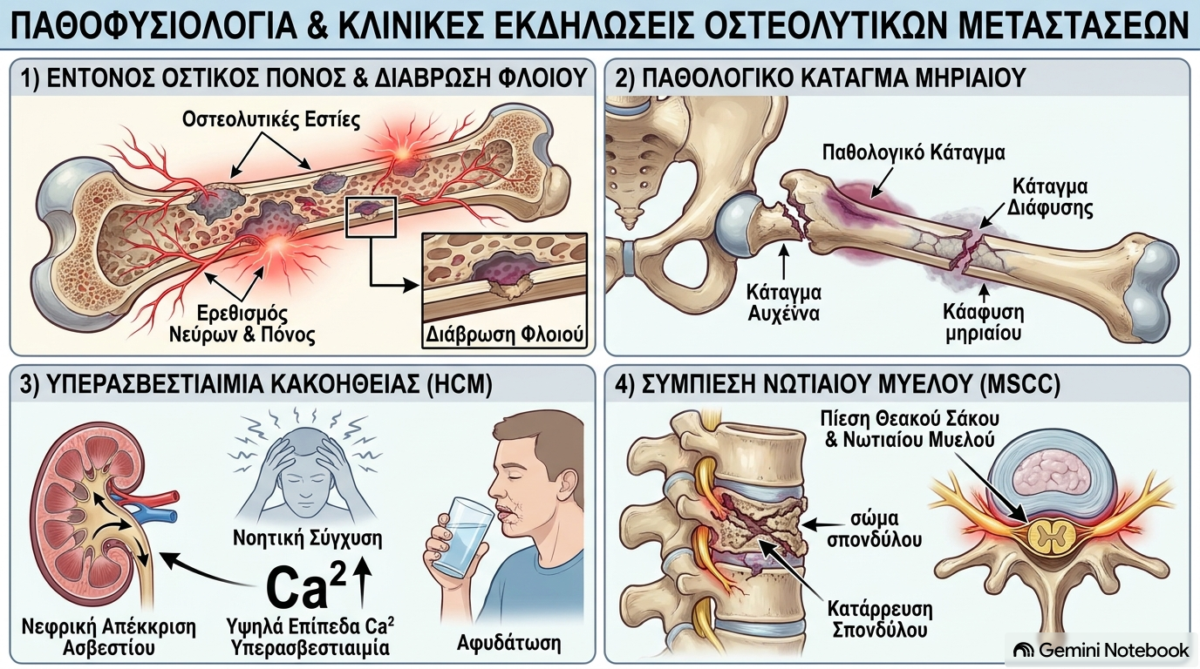 ΠΑΘΟΦΥΣΙΟΛΟΓΙΑ & ΚΛΙΝΙΚΕΣ ΕΚΔΗΛΩΣΕΙΣ ΟΣΤΕΟΛΥΤΙΚΩΝ ΜΕΤΑΣΤΑΣΕΩΝ
1) ΕΝΤΟΝΟΣ ΟΣΤΙΚΟΣ ΠΟΝΟΣ & ΔΙΑΒΡΩΣΗ ΦΛΟΙΟΥ
Οστεολυτικές Εστίες
Ερεθισμός
Νεύρων & Πόνος
Διάβρωση Φλοιού
2) ΠΑΘΟΛΟΓΙΚΟ ΚΑΤΑΓΜΑ ΜΗΡΙΑΙΟΥ
Παθολογικό Κάταγμα
Κάταγμα
Διάφυσης
Κάταγμα
Αυχέννα
Κάαφυση
μηριαίου
3) ΥΠΕΡΑΣΒΕΣΤΙΑΙΜΙΑ ΚΑΚΟΗΘΕΙΑΣ (HCM)
Νοητική Σύγχυση
Ca²
Νεφρική Απέκκριση
Ασβεστίου
Υψηλά Επίπεδα Ca²
Υπερασβεστιαιμία
Αφυδάτωση
4) ΣΥΜΠΙΕΣΗ ΝΩΤΙΑΙΟΥ ΜΥΕΛΟΥ (MSCC)
Πίεση Θεακού Σάκου
& Νωτιαίου Μυελού
σώμα
σπονδύλου
Κατάρρευση
Σπονδύλου
Gemini Notebook